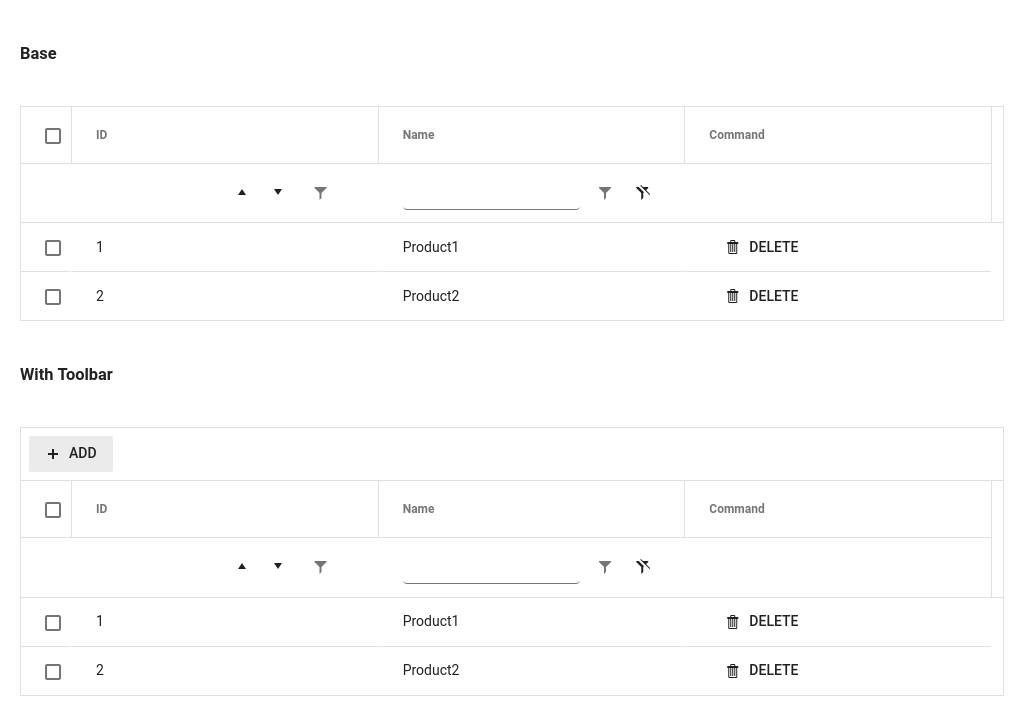 Base
ID Name Command
1 Product1 DELETE
2 Product2 DELETE
With Toolbar
ADD
ID Name Command
1 Product1 DELETE
2 Product2 DELETE